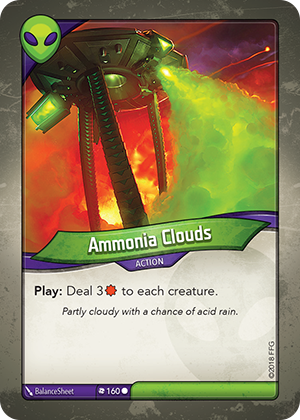 Ammonia Clouds
ACTION
Play: Deal 3 to each creature.
Partly cloudy with a chance of acid rain.
©2018 FFG
BalanceSheet
160